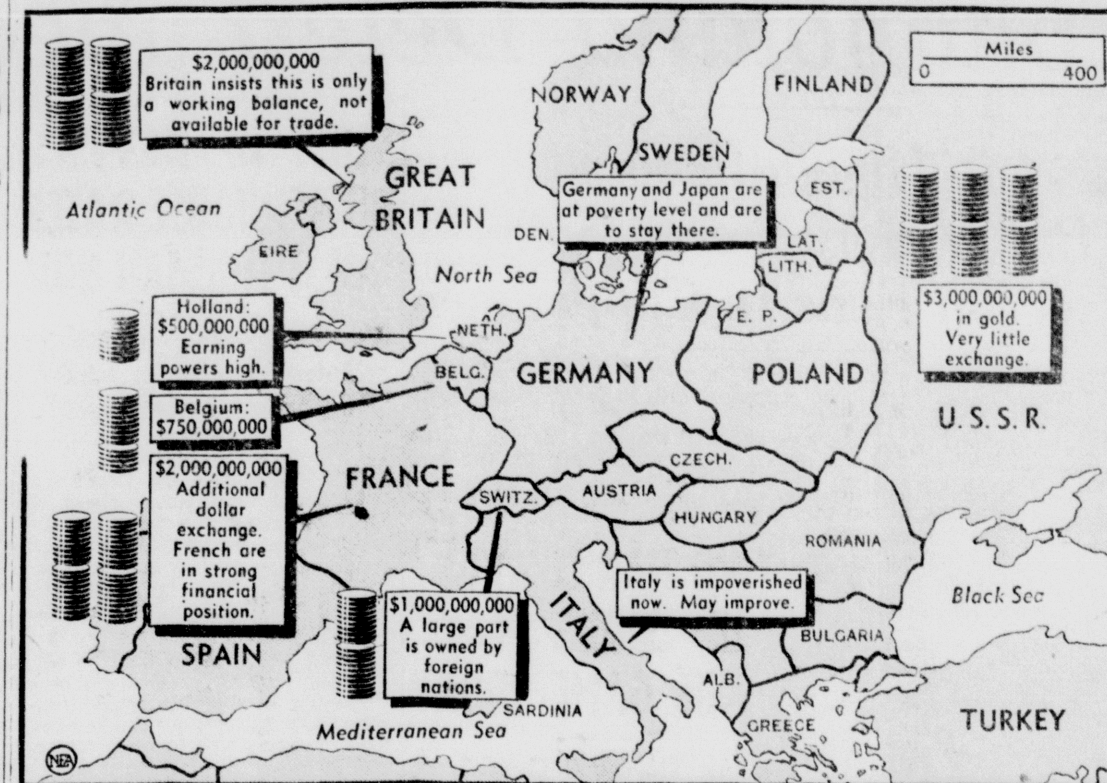 $2,000,000,000
Britain insists this is only
a working balance, not
available for trade.
Miles
0 400
NORWAY
FINLAND
SWEDEN
GREAT
BRITAIN
Atlantic Ocean
EIRE
North Sea
DEN.
Germany and Japan are
at poverty level and are
to stay there.
EST.
LAT.
LITH.
E. P.
$3,000,000,000
in gold.
Very little
exchange.
U. S. S. R.
Holland:
$500,000,000
Earning
powers high.
NETH.
BELG.
GERMANY
POLAND
Belgium:
$750,000,000
$2,000,000,000
Additional
dollar
exchange.
French are
in strong
financial
position.
FRANCE
CZECH.
SWITZ.
AUSTRIA
HUNGARY
ROMANIA
Black Sea
Italy is impoverished
now. May improve.
ITALY
$1,000,000,000
A large part
is owned by
foreign
nations.
SPAIN
BULGARIA
ALB.
SARDINIA
GREECE
TURKEY
Mediterranean Sea
NEA